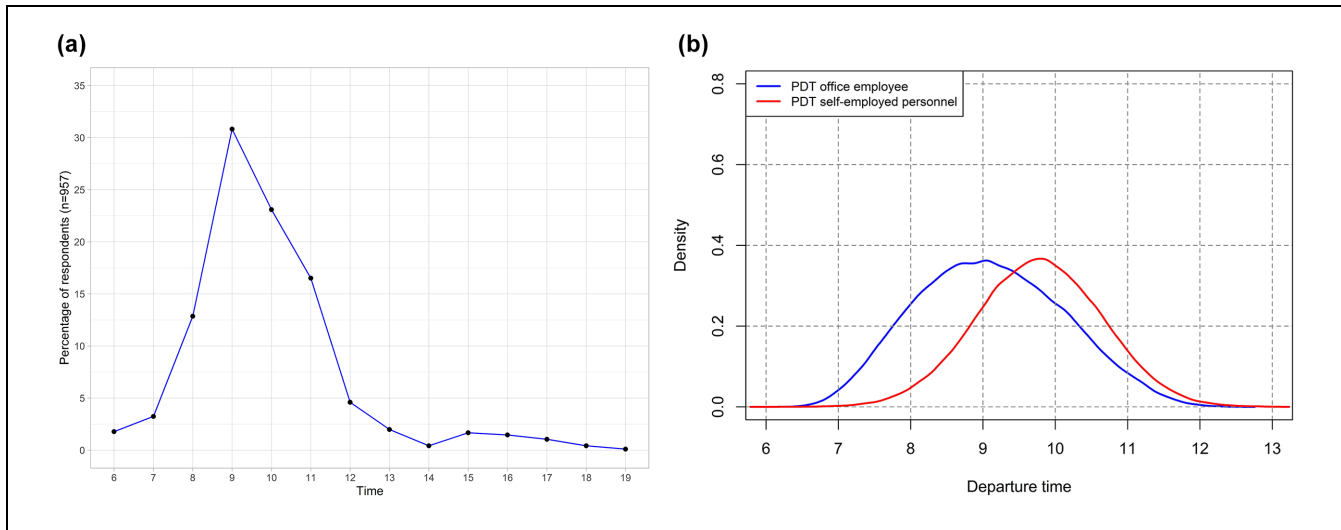 (a)
Percentage of respondents (n=957)
35
30
25
20
15
10
5
0
6 7 8 9 10 11 12 13 14 15 16 17 18 19
Time
(b)
PDT office employee
PDT self-employed personnel
Density
0.8
0.6
0.4
0.2
0.0
6 7 8 9 10 11 12 13
Departure time